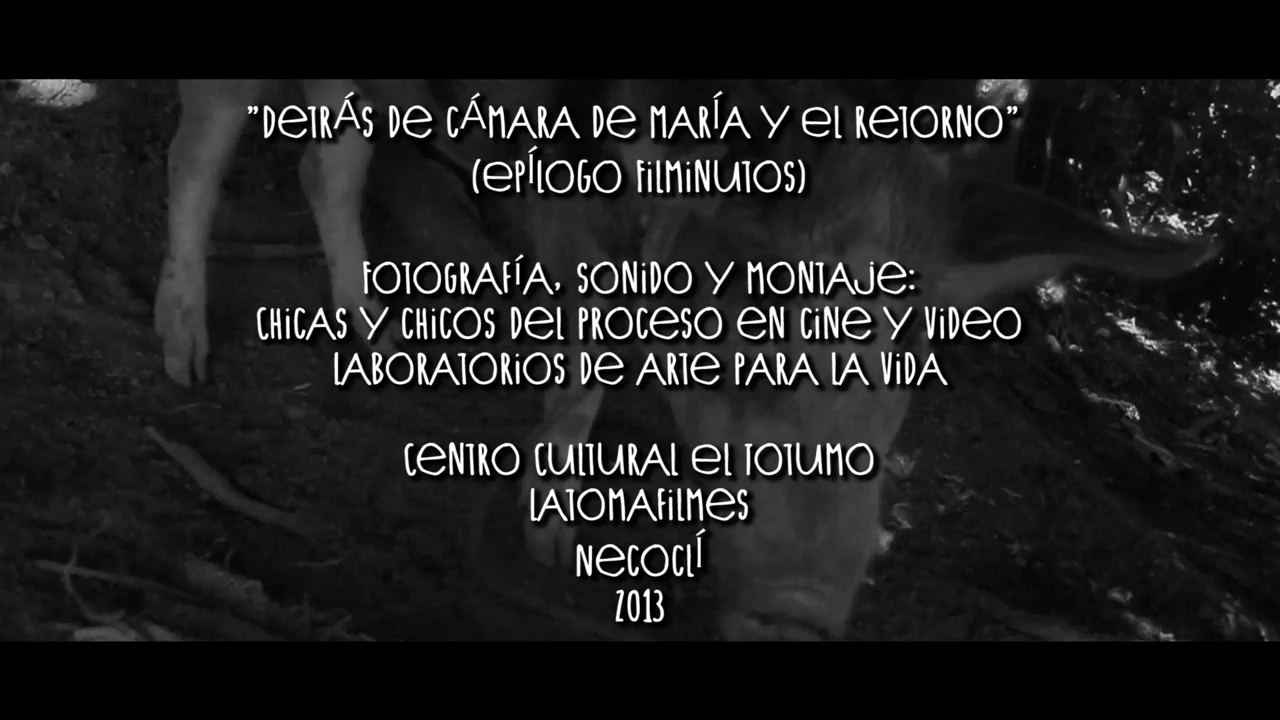 "Detrás de cámara de María y el retorno"
(Epílogo Filminutos)
Fotografía, sonido y montaje:
Chicas y chicos del proceso en cine y video
Laboratorios de arte para la vida
Centro Cultural El Totumo
Latomafilmes
Necoclí
2013